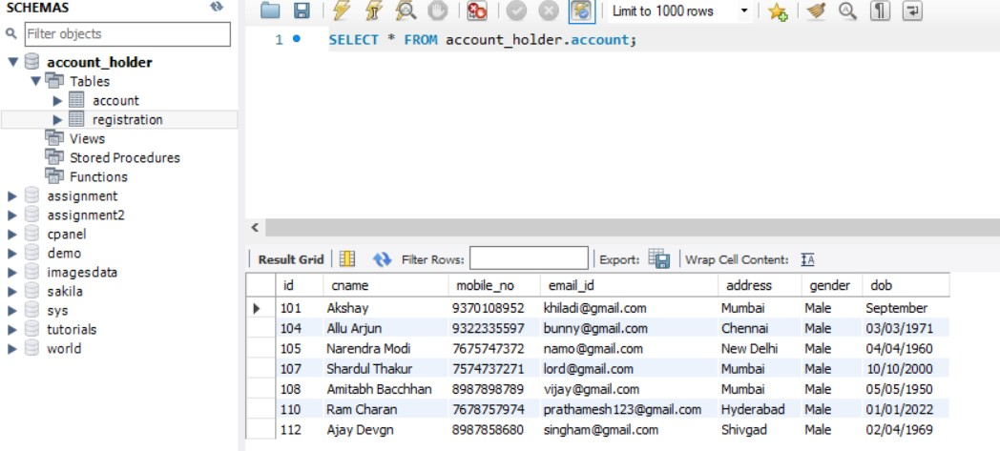 SCHEMAS
Filter objects
account_holder
Tables
account
registration
Views
Stored Procedures
Functions
assignment
assignment2
cpanel
demo
imagesdata
sakila
sys
tutorials
world
Limit to 1000 rows
1 SELECT * FROM account_holder.account;
Result Grid Filter Rows: Export: Wrap Cell Content:
id cname mobile_no email_id address gender dob
101 Akshay 9370108952 khiladi@gmail.com Mumbai Male September
104 Allu Arjun 9322335597 bunny@gmail.com Chennai Male 03/03/1971
105 Narendra Modi 7675747372 namo@gmail.com New Delhi Male 04/04/1960
107 Shardul Thakur 7574737271 lord@gmail.com Mumbai Male 10/10/2000
108 Amitabh Bacchhan 8987898789 vijay@gmail.com Mumbai Male 05/05/1950
110 Ram Charan 7678757974 prathamesh123@gmail.com Hyderabad Male 01/01/2022
112 Ajay Devgn 8987858680 singham@gmail.com Shivgad Male 02/04/1969